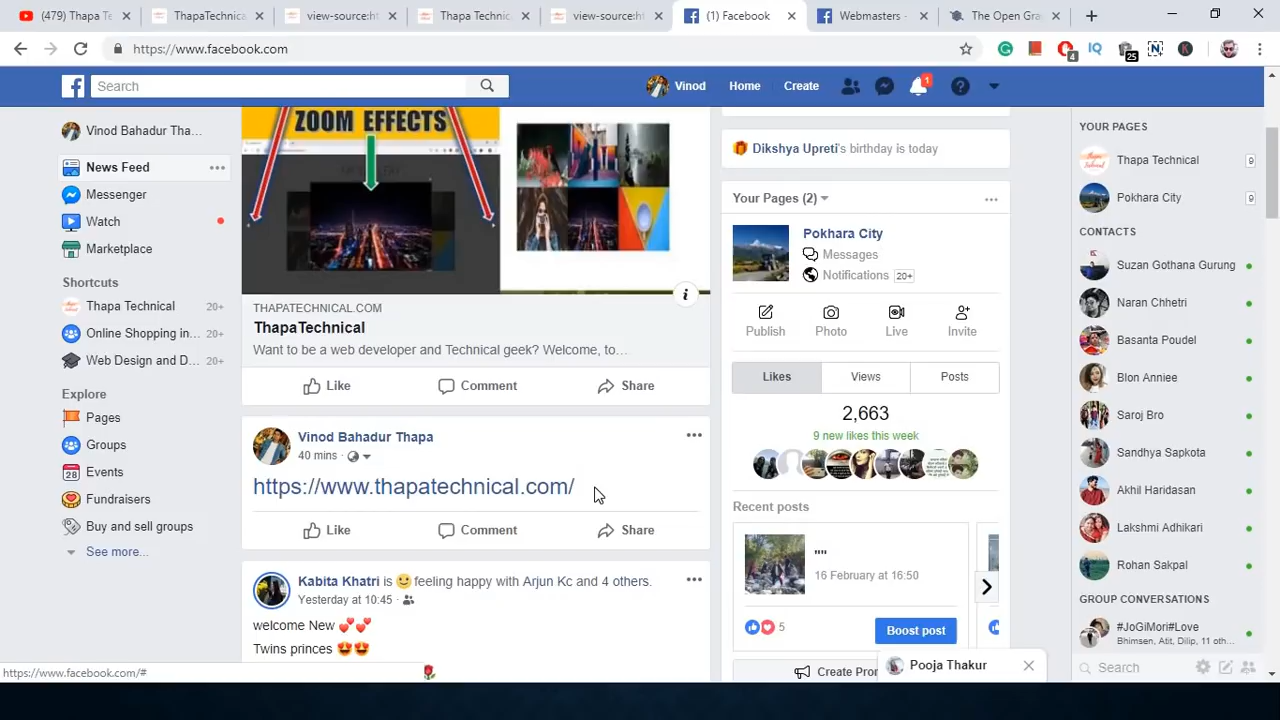 (479) Thapa T
ThapaTechnica
view-source:ht
Thapa Technic
view-source:ht
(1) Facebook
Webmasters -
The Open Gra
https://www.facebook.com
4
25
Search
Vinod
Home
Create
1
Vinod Bahadur Tha...
News Feed
Messenger
Watch
Marketplace
Shortcuts
Thapa Technical 20+
Online Shopping in... 20+
Web Design and D... 20+
Explore
Pages
Groups
28 Events
Fundraisers
Buy and sell groups
See more...
https://www.facebook.com/#
ZOOM EFFECTS
THAPATECHNICAL.COM
ThapaTechnical
Want to be a web developer and Technical geek? Welcome, to...
Like Comment Share
Vinod Bahadur Thapa
40 mins ·
https://www.thapatechnical.com/
Like Comment Share
Kabita Khatri is feeling happy with Arjun Kc and 4 others.
Yesterday at 10:45 ·
welcome New
Twins princes
Dikshya Upreti's birthday is today
Your Pages (2)
Pokhara City
Messages
Notifications 20+
Publish Photo Live Invite
Likes Views Posts
2,663
9 new likes this week
Recent posts
""
16 February at 16:50
5
Boost post
Create Pro
Pooja Thakur
YOUR PAGES
Thapa Technical 9
Pokhara City 9
CONTACTS
Suzan Gothana Gurung
Naran Chhetri
Basanta Poudel
Blon Anniee
Saroj Bro
Sandhya Sapkota
Akhil Haridasan
Lakshmi Adhikari
Rohan Sakpal
GROUP CONVERSATIONS
#JoGiMori#Love
Bhimsen, Atit, Dilip, 11 oth...
Search